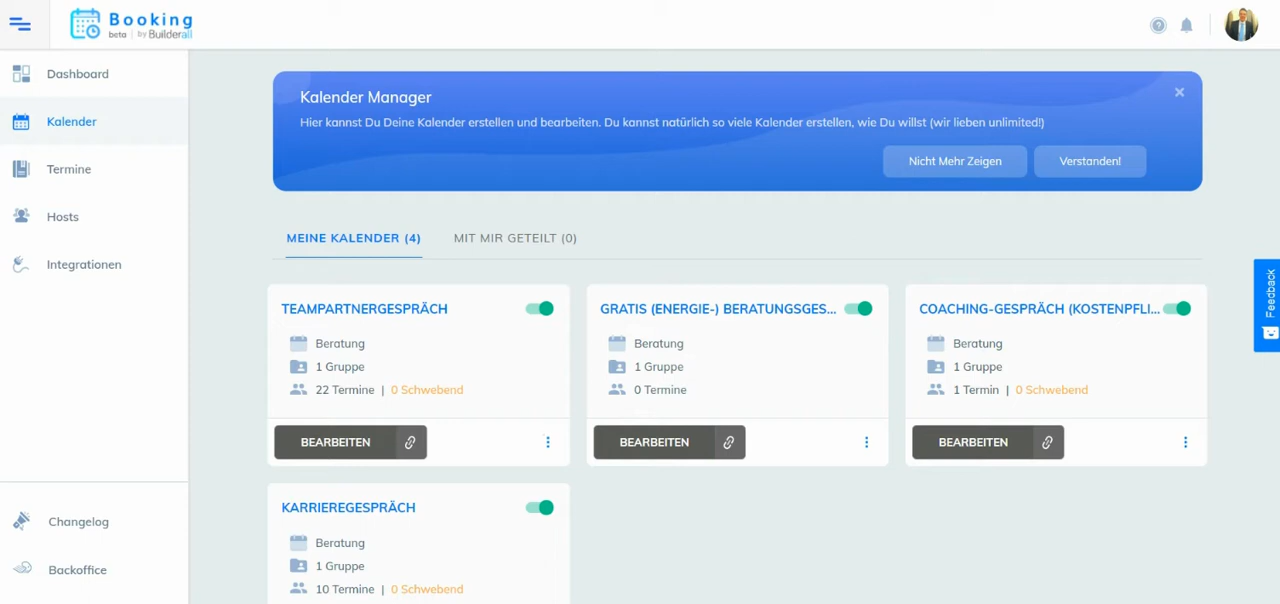 Booking
beta | by Builderall
Dashboard
Kalender
Termine
Hosts
Integrationen
Changelog
Backoffice
Kalender Manager
Hier kannst Du Deine Kalender erstellen und bearbeiten. Du kannst natürlich so viele Kalender erstellen, wie Du willst (wir lieben unlimited!)
Nicht Mehr Zeigen
Verstanden!
MEINE KALENDER (4)
MIT MIR GETEILT (0)
TEAMPARTNERGESPRÄCH
Beratung
1 Gruppe
22 Termine | 0 Schwebend
BEARBEITEN
GRATIS (ENERGIE-) BERATUNGSGES...
Beratung
1 Gruppe
0 Termine
BEARBEITEN
COACHING-GESPRÄCH (KOSTENPFLI...
Beratung
1 Gruppe
1 Termin | 0 Schwebend
BEARBEITEN
KARRIEREGESPRÄCH
Beratung
1 Gruppe
10 Termine | 0 Schwebend
Feedback